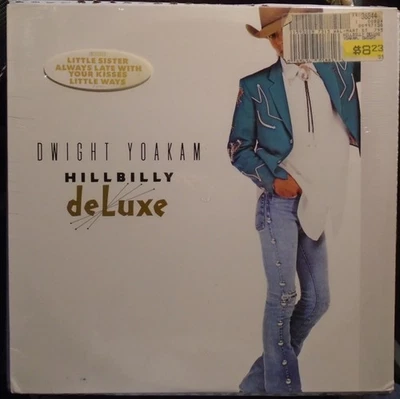 LITTLE SISTER
ALWAYS LATE WITH
YOUR KISSES
LITTLE WAYS
$8.23
DWIGHT YOAKAM
HILLBILLY
deLuxe